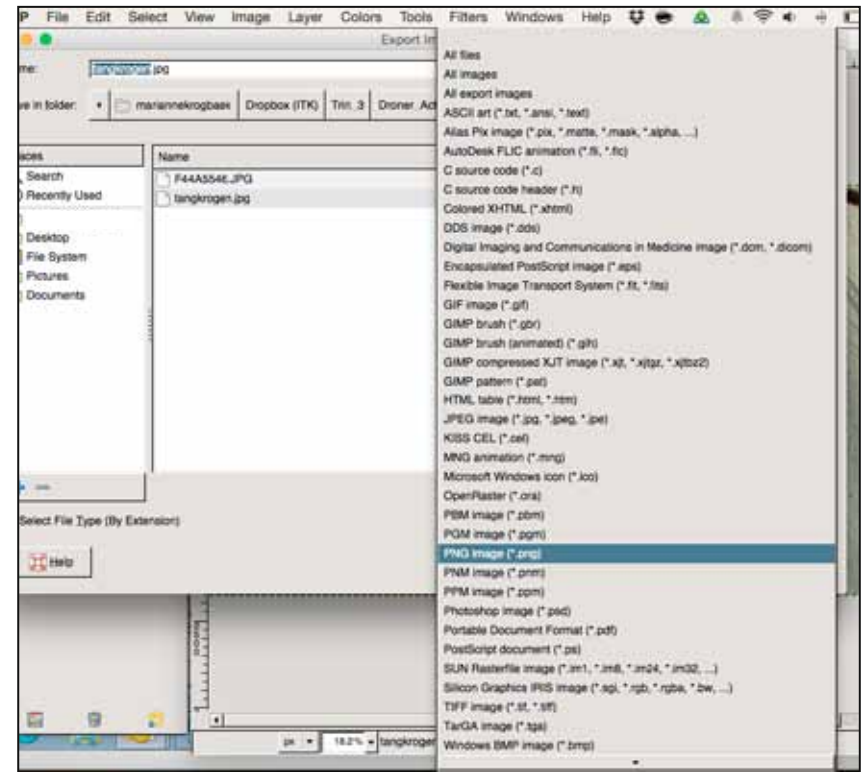 P File Edit Select View Image Layer Colors Tools Filters Windows Help
Export Im
me: tangkrogen.jpg
ve in folder: mariannekrogbaek Dropbox (ITK) Trin. 3 Droner. Act
aces
Search
Recently Used
Desktop
File System
Pictures
Documents
Name
F44A554E.JPG
tangkrogen.jpg
Select File Type (By Extension)
Help
All files
All images
All export images
ASCII art (*.txt, *.ansi, *.text)
Alias Pix image (*.pix, *.matte, *.mask, *.alpha, ...)
AutoDesk FLIC animation (*.fli, *.flc)
C source code (*.c)
C source code header (*.h)
Colored XHTML (*.xhtml)
DDS image (*.dds)
Digital Imaging and Communications in Medicine image (*.dcm, *.dicom)
Encapsulated PostScript image (*.eps)
Flexible Image Transport System (*.fit, *.fits)
GIF image (*.gif)
GIMP brush (*.gbr)
GIMP brush (animated) (*.gih)
GIMP compressed XJT image (*.xjt, *.xjtgz, *.xjtbz2)
GIMP pattern (*.pat)
HTML table (*.html, *.htm)
JPEG image (*.jpg, *.jpeg, *.jpe)
KISS CEL (*.cel)
MNG animation (*.mng)
Microsoft Windows icon (*.ico)
OpenRaster (*.ora)
PBM image (*.pbm)
PGM image (*.pgm)
PNG image (*.png)
PNM image (*.pnm)
PPM image (*.ppm)
Photoshop image (*.psd)
Portable Document Format (*.pdf)
PostScript document (*.ps)
SUN Rasterfile image (*.im1, *.im8, *.im24, *.im32, ...)
Silicon Graphics IRIS image (*.sgi, *.rgb, *.rgba, *.bw, ...)
TIFF image (*.tif, *.tiff)
TarGA image (*.tga)
Windows BMP image (*.bmp)
px 18.2% tangkroger